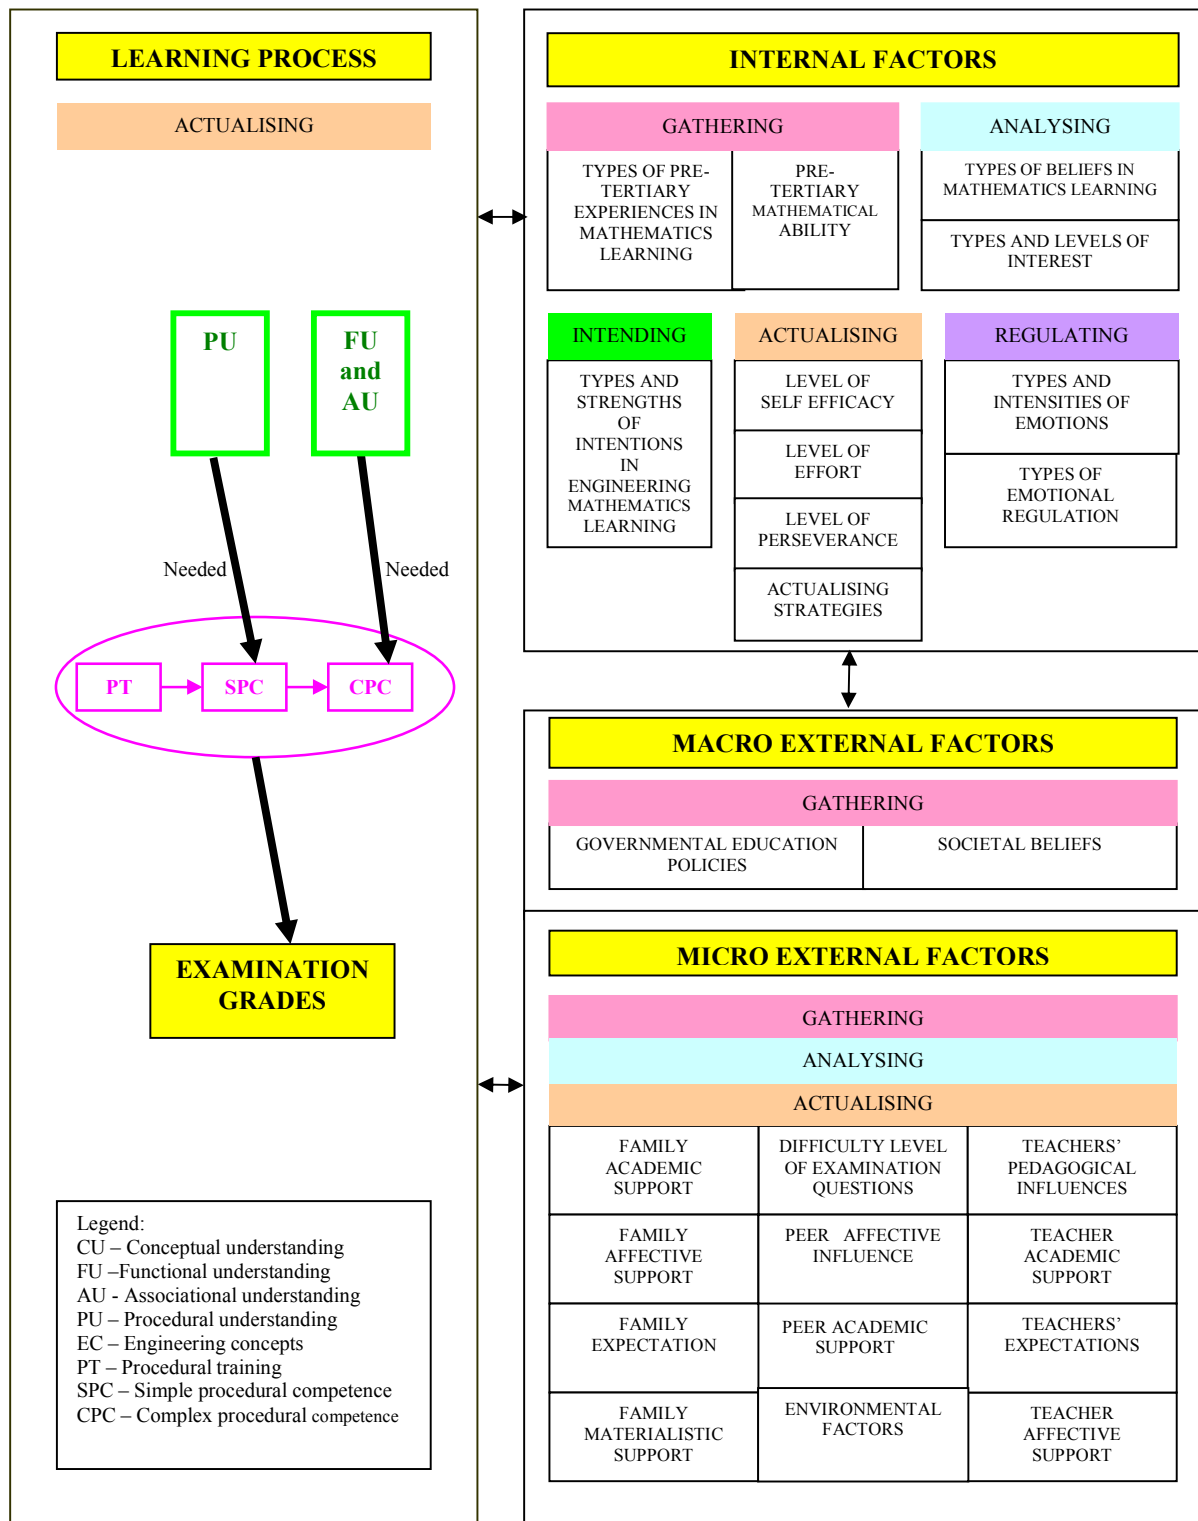 LEARNING PROCESS
ACTUALISING
PU
FU
and
AU
Needed
Needed
PT
SPC
CPC
EXAMINATION
GRADES
Legend:
CU – Conceptual understanding
FU –Functional understanding
AU - Associational understanding
PU – Procedural understanding
EC – Engineering concepts
PT – Procedural training
SPC – Simple procedural competence
CPC – Complex procedural competence
INTERNAL FACTORS
GATHERING
TYPES OF PRE-
TERTIARY
EXPERIENCES IN
MATHEMATICS
LEARNING
PRE-
TERTIARY
MATHEMATICAL
ABILITY
ANALYSING
TYPES OF BELIEFS IN
MATHEMATICS LEARNING
TYPES AND LEVELS OF
INTEREST
INTENDING
TYPES AND
STRENGTHS
OF
INTENTIONS
IN
ENGINEERING
MATHEMATICS
LEARNING
ACTUALISING
LEVEL OF
SELF EFFICACY
LEVEL OF
EFFORT
LEVEL OF
PERSEVERANCE
ACTUALISING
STRATEGIES
REGULATING
TYPES AND
INTENSITIES OF
EMOTIONS
TYPES OF
EMOTIONAL
REGULATION
MACRO EXTERNAL FACTORS
GATHERING
GOVERNMENTAL EDUCATION
POLICIES
SOCIETAL BELIEFS
MICRO EXTERNAL FACTORS
GATHERING
ANALYSING
ACTUALISING
FAMILY
ACADEMIC
SUPPORT
DIFFICULTY LEVEL
OF EXAMINATION
QUESTIONS
TEACHERS'
PEDAGOGICAL
INFLUENCES
FAMILY
AFFECTIVE
SUPPORT
PEER AFFECTIVE
INFLUENCE
TEACHER
ACADEMIC
SUPPORT
FAMILY
EXPECTATION
PEER ACADEMIC
SUPPORT
TEACHERS'
EXPECTATIONS
FAMILY
MATERIALISTIC
SUPPORT
ENVIRONMENTAL
FACTORS
TEACHER
AFFECTIVE
SUPPORT